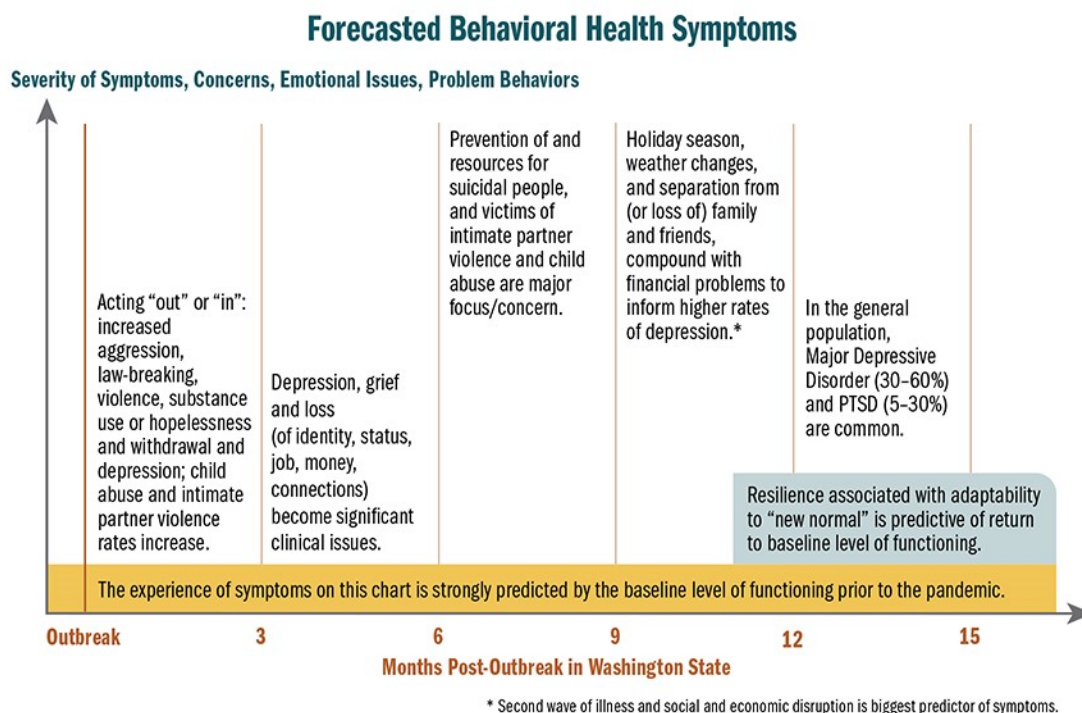 Forecasted Behavioral Health Symptoms
Severity of Symptoms, Concerns, Emotional Issues, Problem Behaviors
Acting “out” or “in”:
increased
aggression,
law-breaking,
violence, substance
use or hopelessness
and withdrawal and
depression; child
abuse and intimate
partner violence
rates increase.
Depression, grief
and loss
(of identity, status,
job, money,
connections)
become significant
clinical issues.
Prevention of and
resources for
suicidal people,
and victims of
intimate partner
violence and child
abuse are major
focus/concern.
Holiday season,
weather changes,
and separation from
(or loss of) family
and friends,
compound with
financial problems to
inform higher rates
of depression.*
In the general
population,
Major Depressive
Disorder (30–60%)
and PTSD (5–30%)
are common.
Resilience associated with adaptability
to “new normal” is predictive of return
to baseline level of functioning.
The experience of symptoms on this chart is strongly predicted by the baseline level of functioning prior to the pandemic.
Outbreak 3 6 9 12 15
Months Post-Outbreak in Washington State
* Second wave of illness and social and economic disruption is biggest predictor of symptoms.